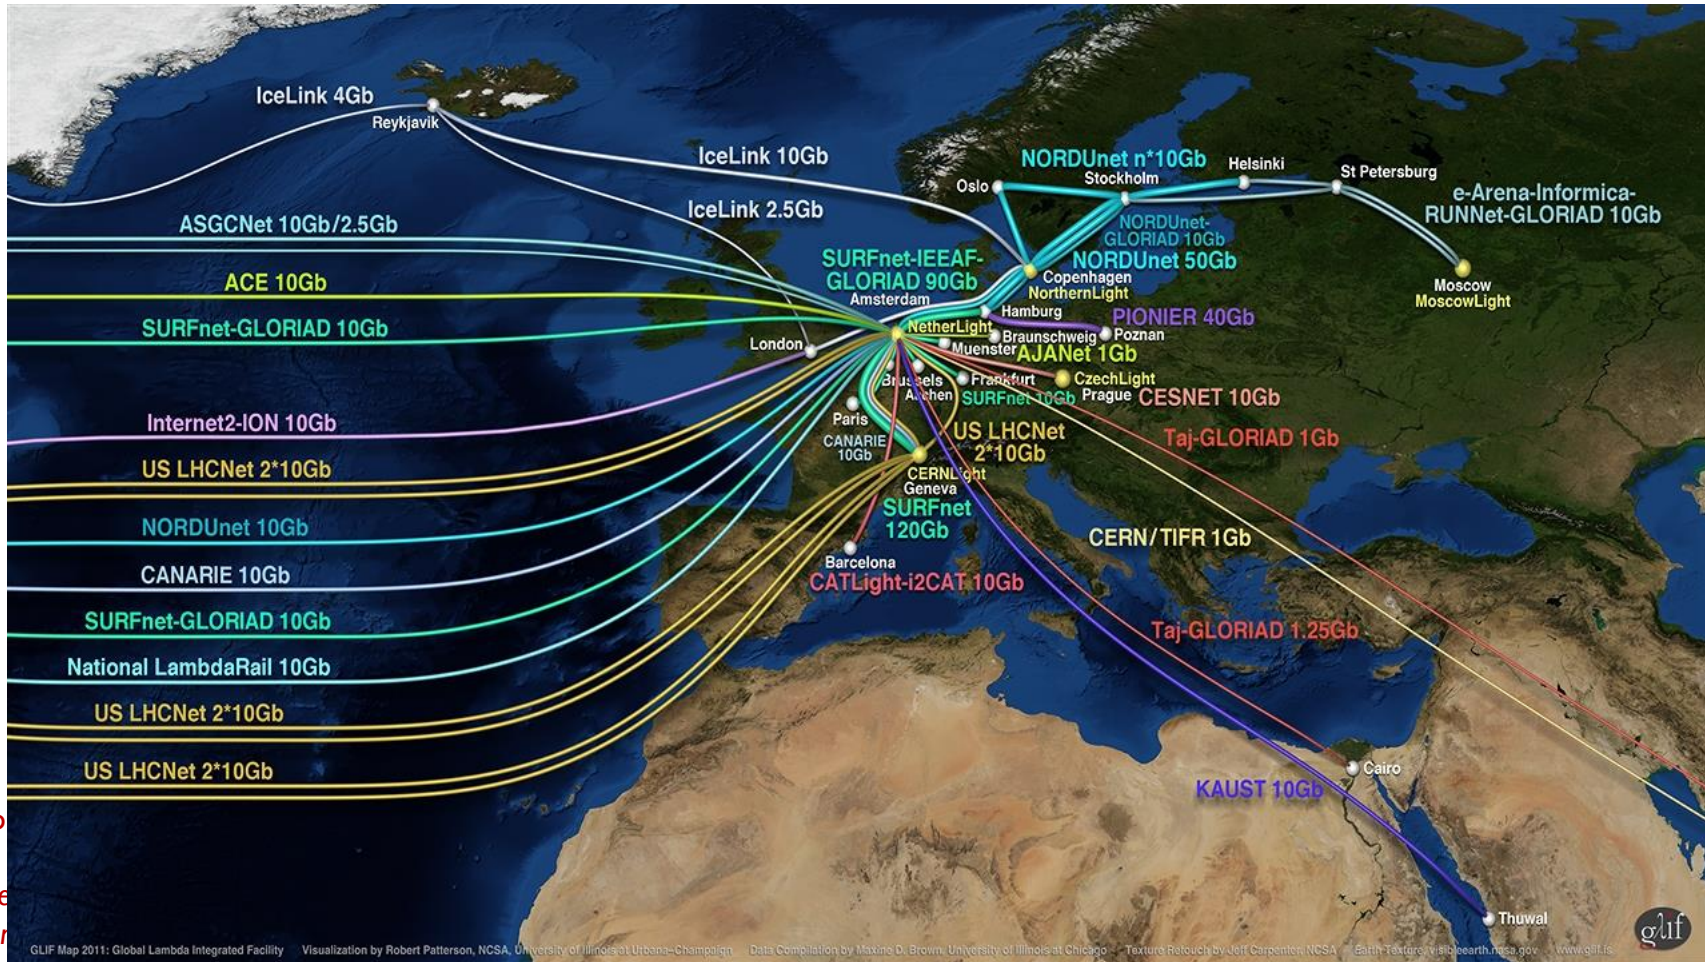 IceLink 4Gb
Reykjavik
IceLink 10Gb
IceLink 2.5Gb
NORDUnet n*10Gb
Oslo
Stockholm
Helsinki
St Petersburg
e-Arena-Informica-
RUNNet-GLORIAD 10Gb
NORDUnet-
GLORIAD 10Gb
NORDUnet 50Gb
Moscow
MoscowLight
ASGCNet 10Gb/2.5Gb
SURFnet-IEEAF-
GLORIAD 90Gb
Amsterdam
Copenhagen
NorthernLight
ACE 10Gb
Hamburg
PIONIER 40Gb
SURFnet-GLORIAD 10Gb
NetherLight
Braunschweig
Poznan
London
Muenster
AJANet 1Gb
Brussels
Aachen
Frankfurt
SURFnet 10Gb
CzechLight
Prague
CESNET 10Gb
Paris
Internet2-ION 10Gb
CANARIE
10Gb
US LHCNet
2*10Gb
Taj-GLORIAD 1Gb
US LHCNet 2*10Gb
CERNLight
Geneva
SURFnet
120Gb
NORDUnet 10Gb
CERN/TIFR 1Gb
Barcelona
CATLight-i2CAT 10Gb
CANARIE 10Gb
SURFnet-GLORIAD 10Gb
Taj-GLORIAD 1.25Gb
National LambdaRail 10Gb
US LHCNet 2*10Gb
US LHCNet 2*10Gb
Cairo
KAUST 10Gb
Thuwal
glif
GLIF Map 2011: Global Lambda Integrated Facility Visualization by Robert Patterson, NCSA, University of Illinois at Urbana-Champaign Data Compilation by Maxine D. Brown, University of Illinois at Chicago Texture Retouch by Jeff Carpenter, NCSA Earth Texture, visibleearth.nasa.gov www.glif.is